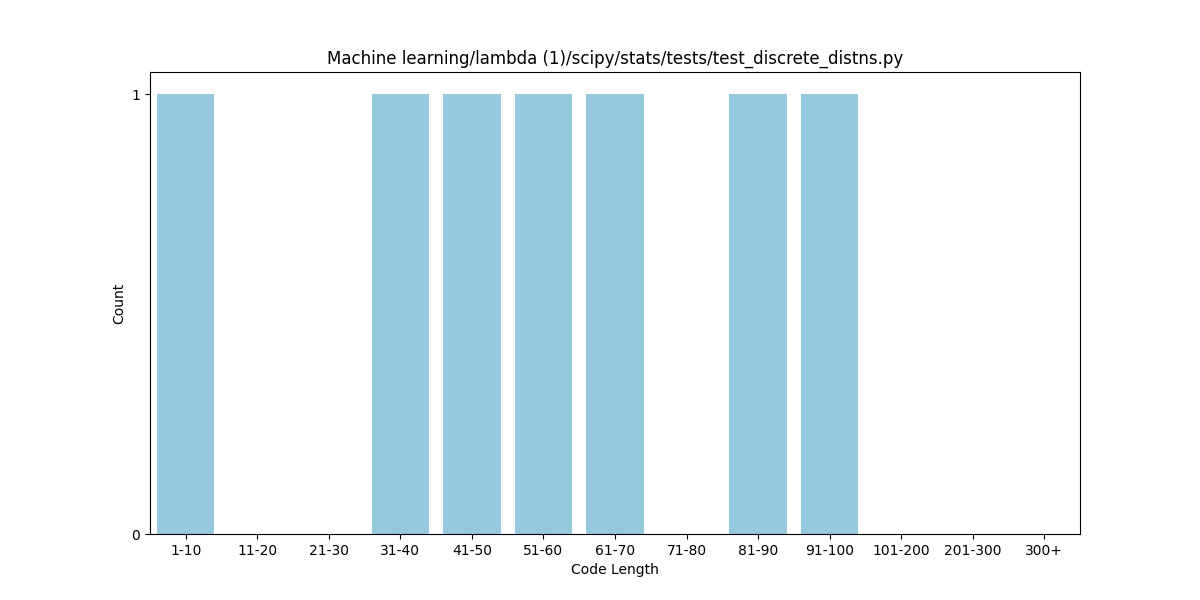 Machine learning/lambda (1)/scipy/stats/tests/test_discrete_distns.py
1
Count
0
1-10 11-20 21-30 31-40 41-50 51-60 61-70 71-80 81-90 91-100 101-200 201-300 300+
Code Length